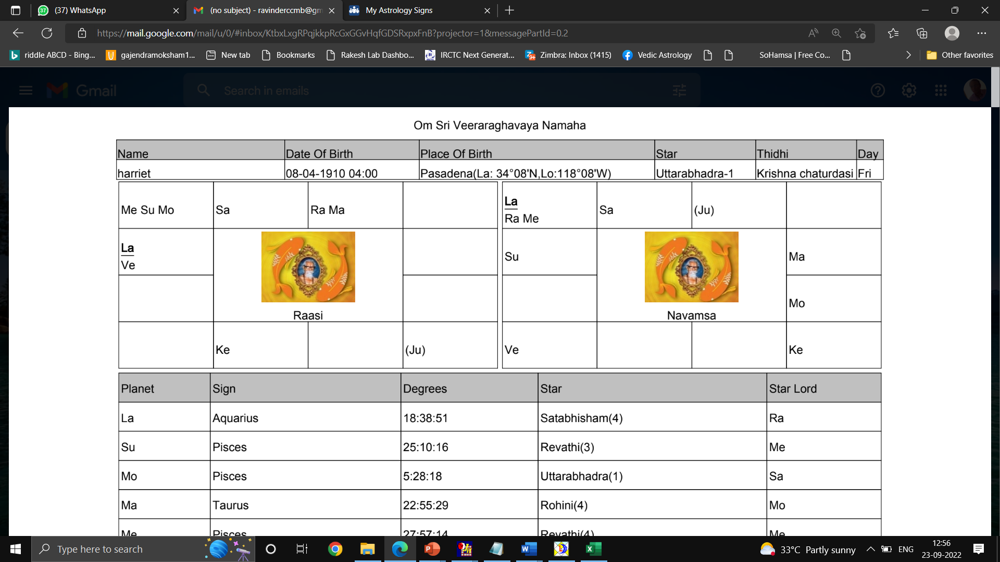 (37) WhatsApp
(no subject) - ravinderccmb@gm
My Astrology Signs
https://mail.google.com/mail/u/0/#inbox/KtbxLxgRPqjkkpRcGxGGvHqfGDSRxpxFnB?projector=1&messagePartId=0.2
riddle ABCD - Bing...
gajendramoksham1...
New tab
Bookmarks
Rakesh Lab Dashbo...
IRCTC Next Generat...
Zimbra: Inbox (1415)
Vedic Astrology
SoHamsa | Free Co...
Other favorites
Gmail
Search in emails
Om Sri Veeraraghavaya Namaha
Name Date Of Birth Place Of Birth Star Thidhi Day
harriet 08-04-1910 04:00 Pasadena(La: 34°08'N,Lo:118°08'W) Uttarabhadra-1 Krishna chaturdasi Fri
Me Su Mo Sa Ra Ma
La
Ve
Raasi
Ke (Ju)
La
Ra Me Sa (Ju)
Su Ma
Mo
Navamsa
Ve Ke
Planet Sign Degrees Star Star Lord
La Aquarius 18:38:51 Satabhisham(4) Ra
Su Pisces 25:10:16 Revathi(3) Me
Mo Pisces 5:28:18 Uttarabhadra(1) Sa
Ma Taurus 22:55:29 Rohini(4) Mo
Me Pisces 27:57:14 Revathi(4) Me
Type here to search
33°C Partly sunny
ENG
12:56
23-09-2022